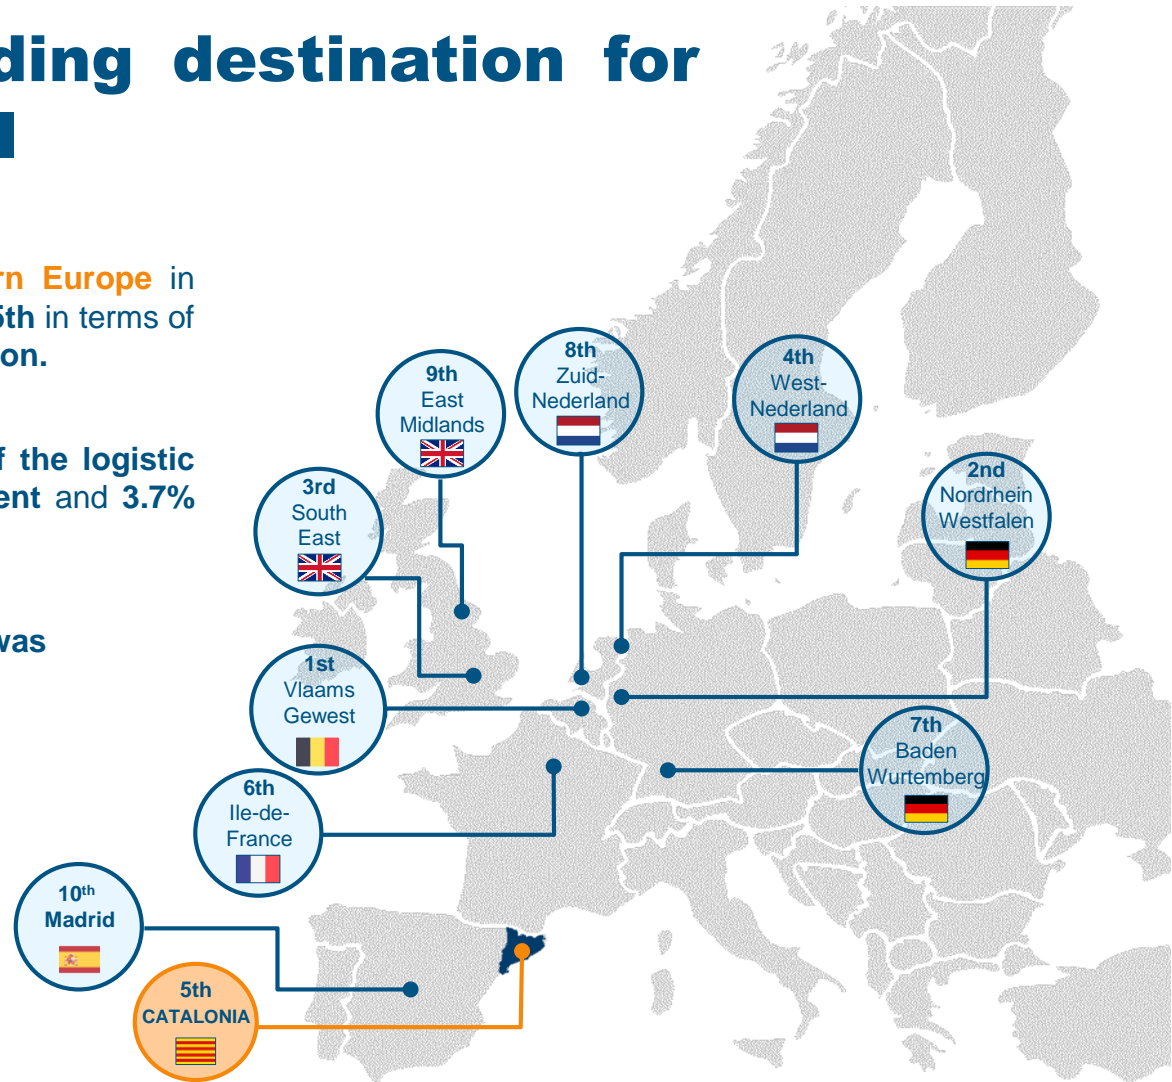 ding destination for
rn Europe in
5th in terms of
on.
f the logistic
ent and 3.7%
was
8th
Zuid-
Nederland
4th
West-
Nederland
9th
East
Midlands
2nd
Nordrhein
Westfalen
3rd
South
East
1st
Vlaams
Gewest
7th
Baden
Wurtemberg
6th
Ile-de-
France
10th
Madrid
5th
CATALONIA